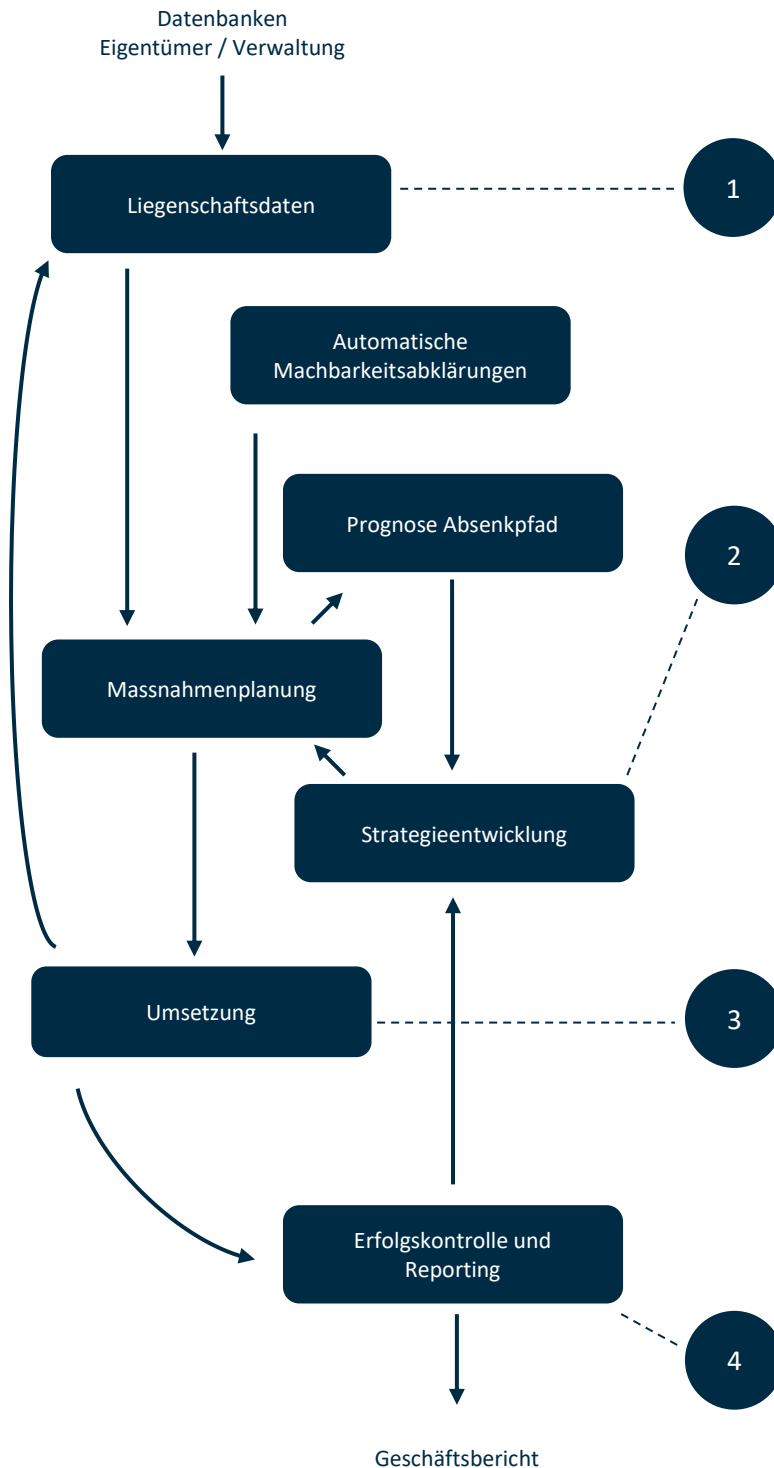 Datenbanken
Eigentümer / Verwaltung
Liegenschaftsdaten
1
Automatische
Machbarkeitsabklärungen
Prognose Absenkpfad
2
Massnahmenplanung
Strategieentwicklung
Umsetzung
3
Erfolgskontrolle und
Reporting
4
Geschäftsbericht